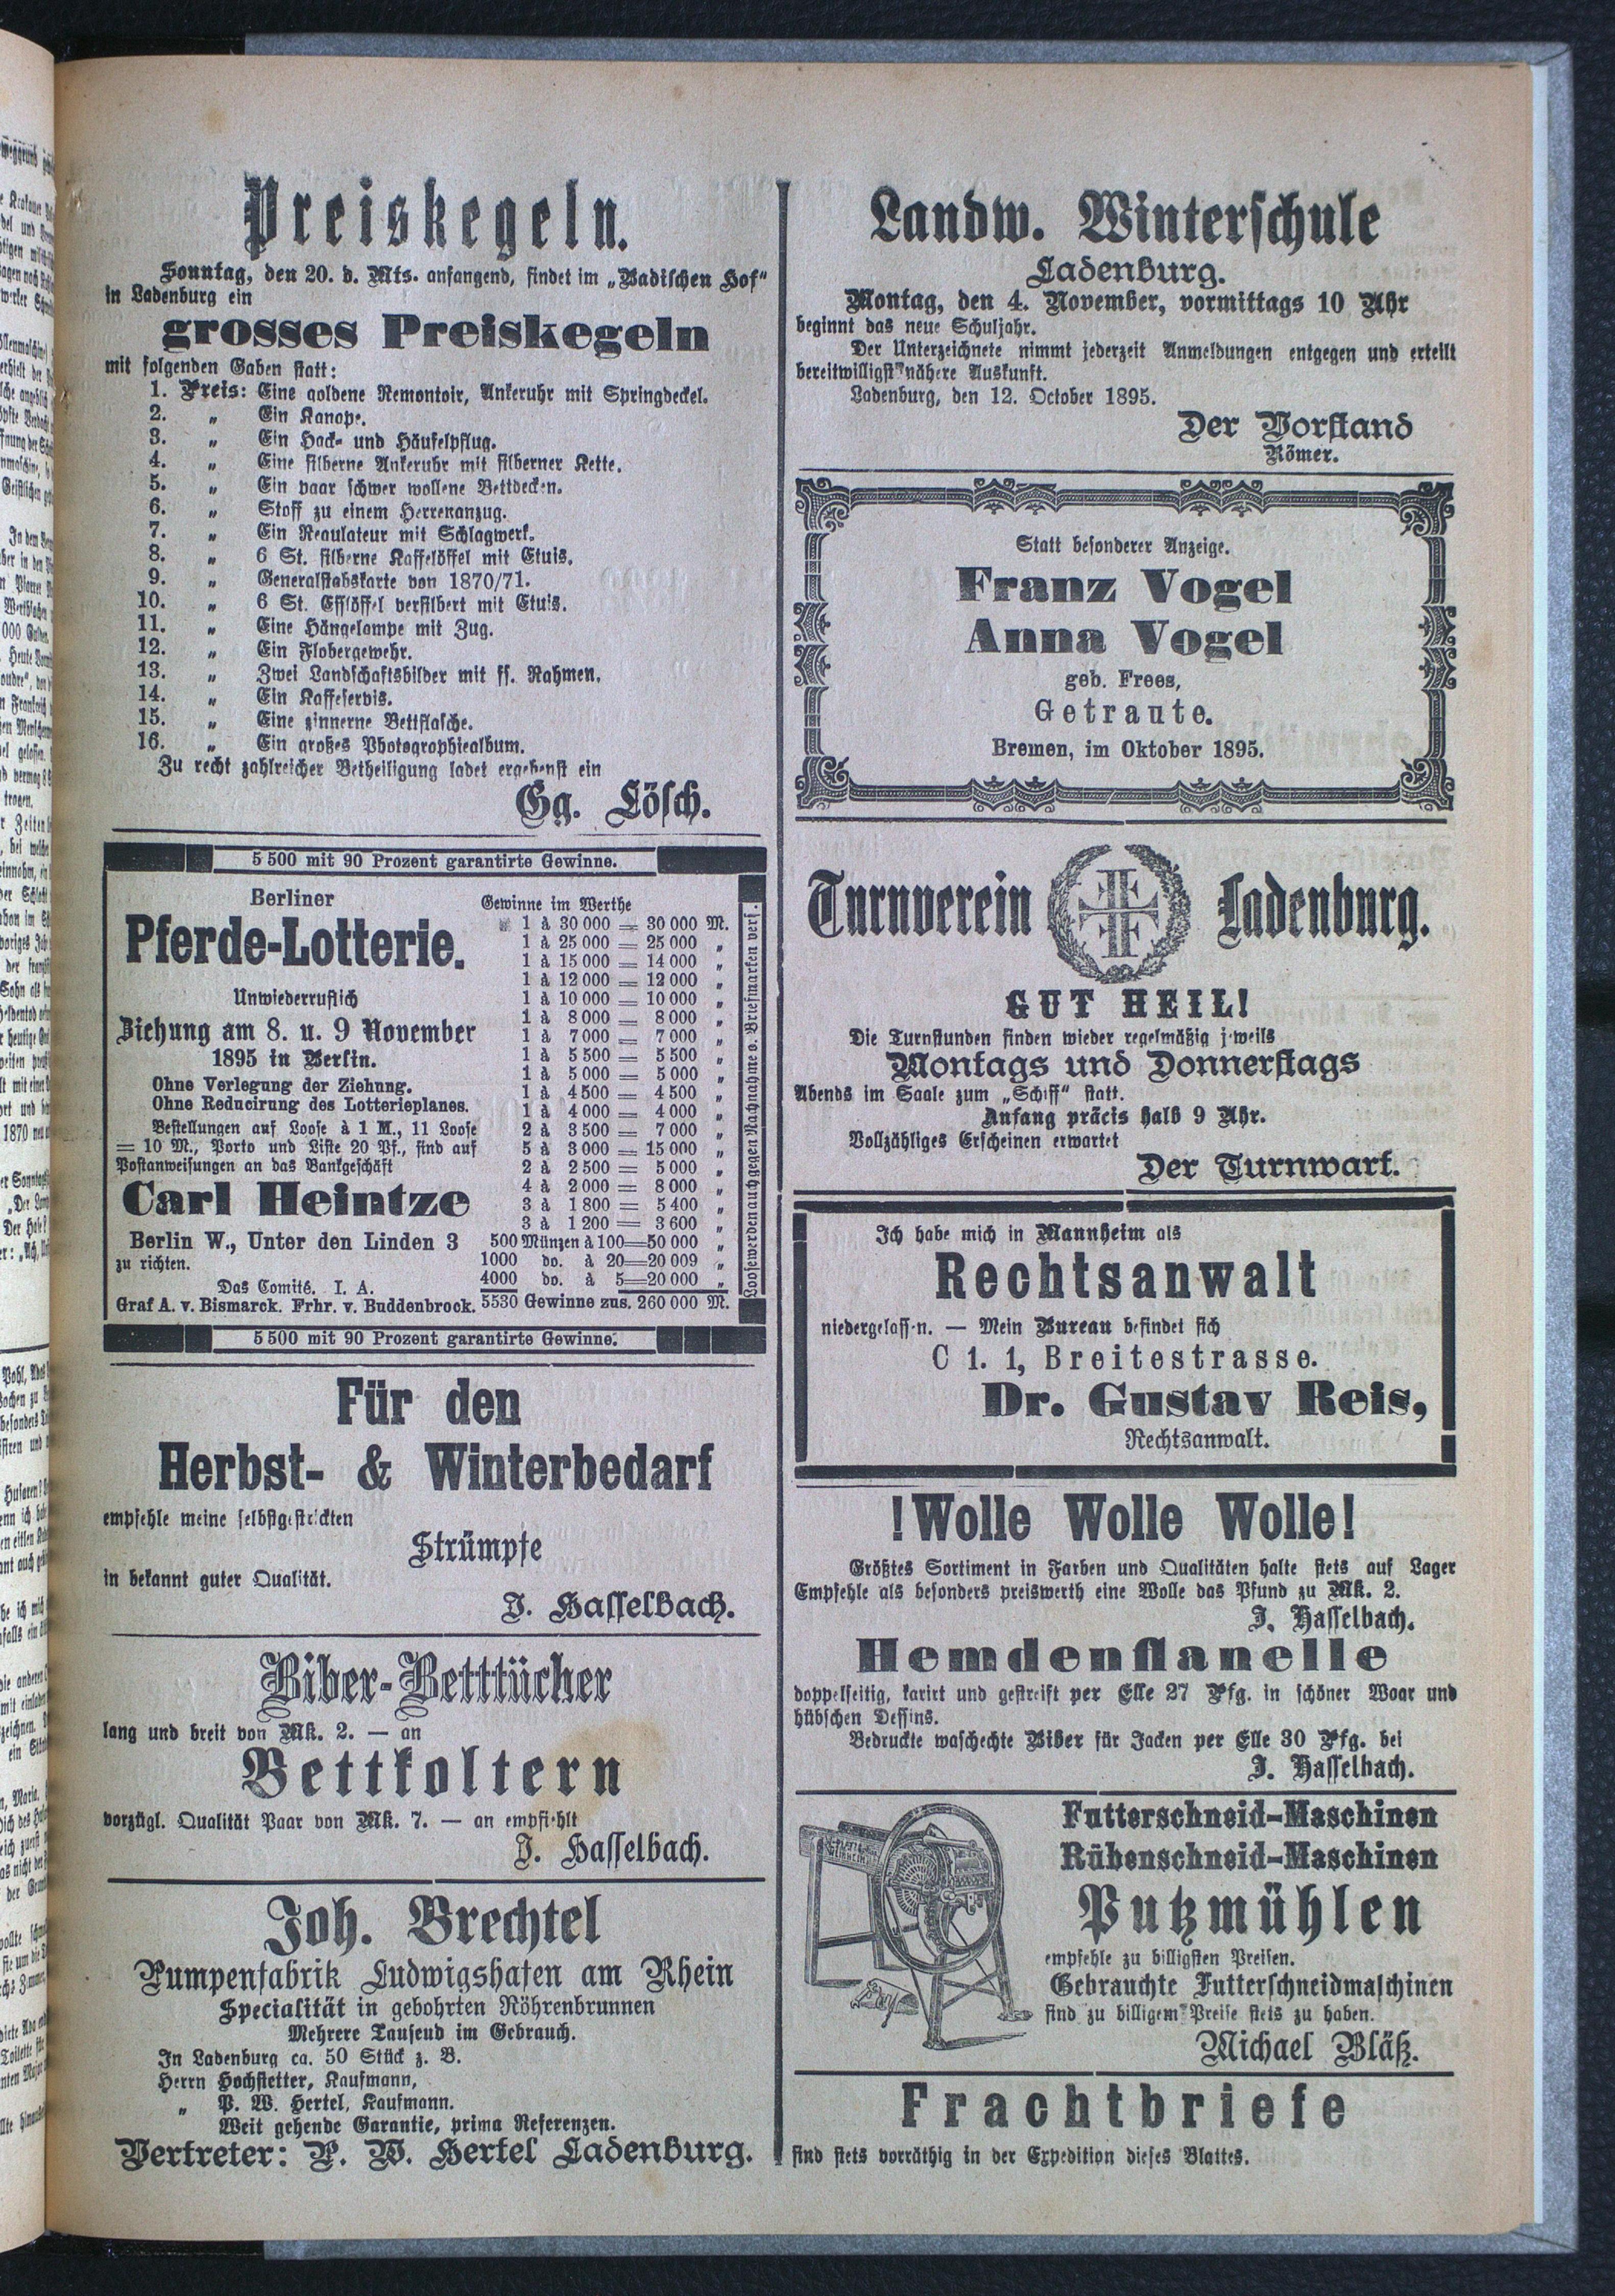 Preiskegeln.
Sonntag, den 20. d. Mts. anfangend, findet im „Badischen Hof“
in Ladenburg ein
grosses Preiskegeln
mit folgenden Gaben statt:
1. Preis: Eine goldene Remontoir, Ankeruhr mit Springdeckel.
2. „ Ein Kanape.
3. „ Ein Hack- und Häufelpflug.
4. „ Eine silberne Ankeruhr mit silberner Kette.
5. „ Ein paar schwer wollene Bettdecken.
6. „ Stoff zu einem Herrenanzug.
7. „ Ein Regulateur mit Schlagwerk.
8. „ 6 St. silberne Kaffelöffel mit Etuis.
9. „ Generalstabskarte von 1870/71.
10. „ 6 St. Eßlöffel versilbert mit Etuis.
11. „ Eine Hängelampe mit Zug.
12. „ Ein Flobergewehr.
13. „ Zwei Landschaftsbilder mit ff. Rahmen.
14. „ Ein Kaffeservis.
15. „ Eine zinnerne Bettflasche.
16. „ Ein großes Photographiealbum.
Zu recht zahlreicher Betheiligung ladet ergebenst ein
Gg. Lösch.
5 500 mit 90 Prozent garantirte Gewinne.
Berliner
Pferde-Lotterie.
Unwiederruflich
Ziehung am 8. u. 9 November
1895 in Berlin.
Ohne Verlegung der Ziehung.
Ohne Reducirung des Lotterieplanes.
Bestellungen auf Loose à 1 M., 11 Loose
= 10 M., Porto und Liste 20 Pf., sind auf
Postanweisungen an das Bankgeschäft
Carl Heintze
Berlin W., Unter den Linden 3
zu richten.
Das Comité. I. A.
Graf A. v. Bismarck. Frhr. v. Buddenbrock.
Gewinne im Werthe
1 à 30 000 = 30 000 M.
1 à 25 000 = 25 000 „
1 à 15 000 = 14 000 „
1 à 12 000 = 12 000 „
1 à 10 000 = 10 000 „
1 à 8 000 = 8 000 „
1 à 7 000 = 7 000 „
1 à 5 500 = 5 500 „
1 à 5 000 = 5 000 „
1 à 4 500 = 4 500 „
1 à 4 000 = 4 000 „
2 à 3 500 = 7 000 „
5 à 3 000 = 15 000 „
2 à 2 500 = 5 000 „
4 à 2 000 = 8 000 „
3 à 1 800 = 5 400 „
3 à 1 200 = 3 600 „
500 Münzen à 100=50 000 „
1000 do. à 20=20 009 „
4000 do. à 5=20 000 „
5530 Gewinne zus. 260 000 M.
Loose werden auch gegen Nachnahme o. Briefmarken vers.
5 500 mit 90 Prozent garantirte Gewinne.
Für den
Herbst- & Winterbedarf
empfehle meine selbstgestrickten
Strümpfe
in bekannt guter Qualität.
J. Hasselbach.
Biber-Betttücher
lang und breit von Mk. 2. — an
Bettkoltern
vorzügl. Qualität Paar von Mk. 7. — an empfiehlt
J. Hasselbach.
Joh. Brechtel
Pumpenfabrik Ludwigshafen am Rhein
Specialität in gebohrten Röhrenbrunnen
Mehrere Tausend im Gebrauch.
In Ladenburg ca. 50 Stück z. B.
Herrn Hochstetter, Kaufmann,
„ P. W. Hertel, Kaufmann.
Weit gehende Garantie, prima Referenzen.
Vertreter: P. W. Hertel Ladenburg.
Landw. Winterschule
Ladenburg.
Montag, den 4. November, vormittags 10 Uhr
beginnt das neue Schuljahr.
Der Unterzeichnete nimmt jederzeit Anmeldungen entgegen und erteilt
bereitwilligst nähere Auskunft.
Ladenburg, den 12. October 1895.
Der Vorstand
Römer.
Statt besonderer Anzeige.
Franz Vogel
Anna Vogel
geb. Frees,
Getraute.
Bremen, im Oktober 1895.
Turnverein Ladenburg.
GUT HEIL!
Die Turnstunden finden wieder regelmäßig jeweils
Montags und Donnerstags
Abends im Saale zum „Schiff“ statt.
Anfang präcis halb 9 Uhr.
Vollzähliges Erscheinen erwartet
Der Turnwart.
Ich habe mich in Mannheim als
Rechtsanwalt
niedergelassen. — Mein Bureau befindet sich
C 1. 1, Breitestrasse.
Dr. Gustav Reis,
Rechtsanwalt.
!Wolle Wolle Wolle!
Größtes Sortiment in Farben und Qualitäten halte stets auf Lager
Empfehle als besonders preiswerth eine Wolle das Pfund zu Mk. 2.
J. Hasselbach.
Hemdenflanelle
doppelseitig, karirt und gestreift per Elle 27 Pfg. in schöner Waar und
hübschen Dessins.
Bedruckte waschechte Biber für Jacken per Elle 30 Pfg. bei
J. Hasselbach.
Futterschneid-Maschinen
Rübenschneid-Maschinen
Putzmühlen
empfehle zu billigsten Preisen.
Gebrauchte Futterschneidmaschinen
sind zu billigem Preise stets zu haben.
Michael Bläß.
Frachtbriefe
sind stets vorräthig in der Expedition dieses Blattes.